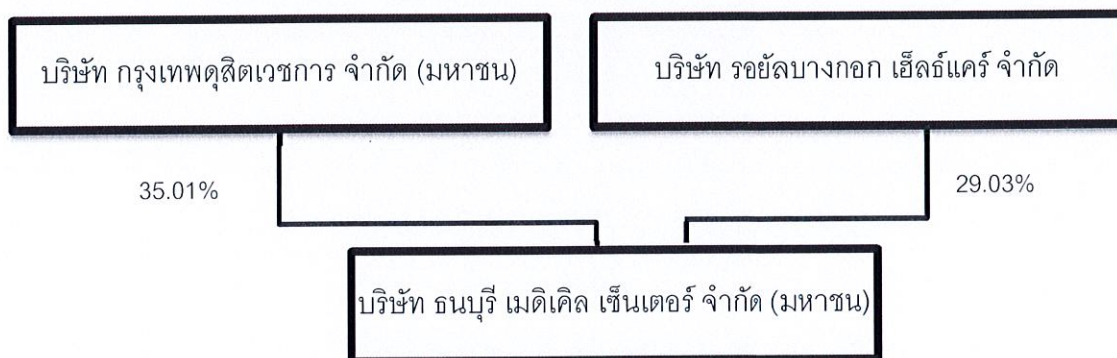 บริษัท กรุงเทพดุสิตเวชการ จำกัด (มหาชน)
บริษัท รอยัลบางกอก เฮ็ลธ์แคร์ จำกัด
35.01%
29.03%
บริษัท ธนบุรี เมดิเคิล เซ็นเตอร์ จำกัด (มหาชน)